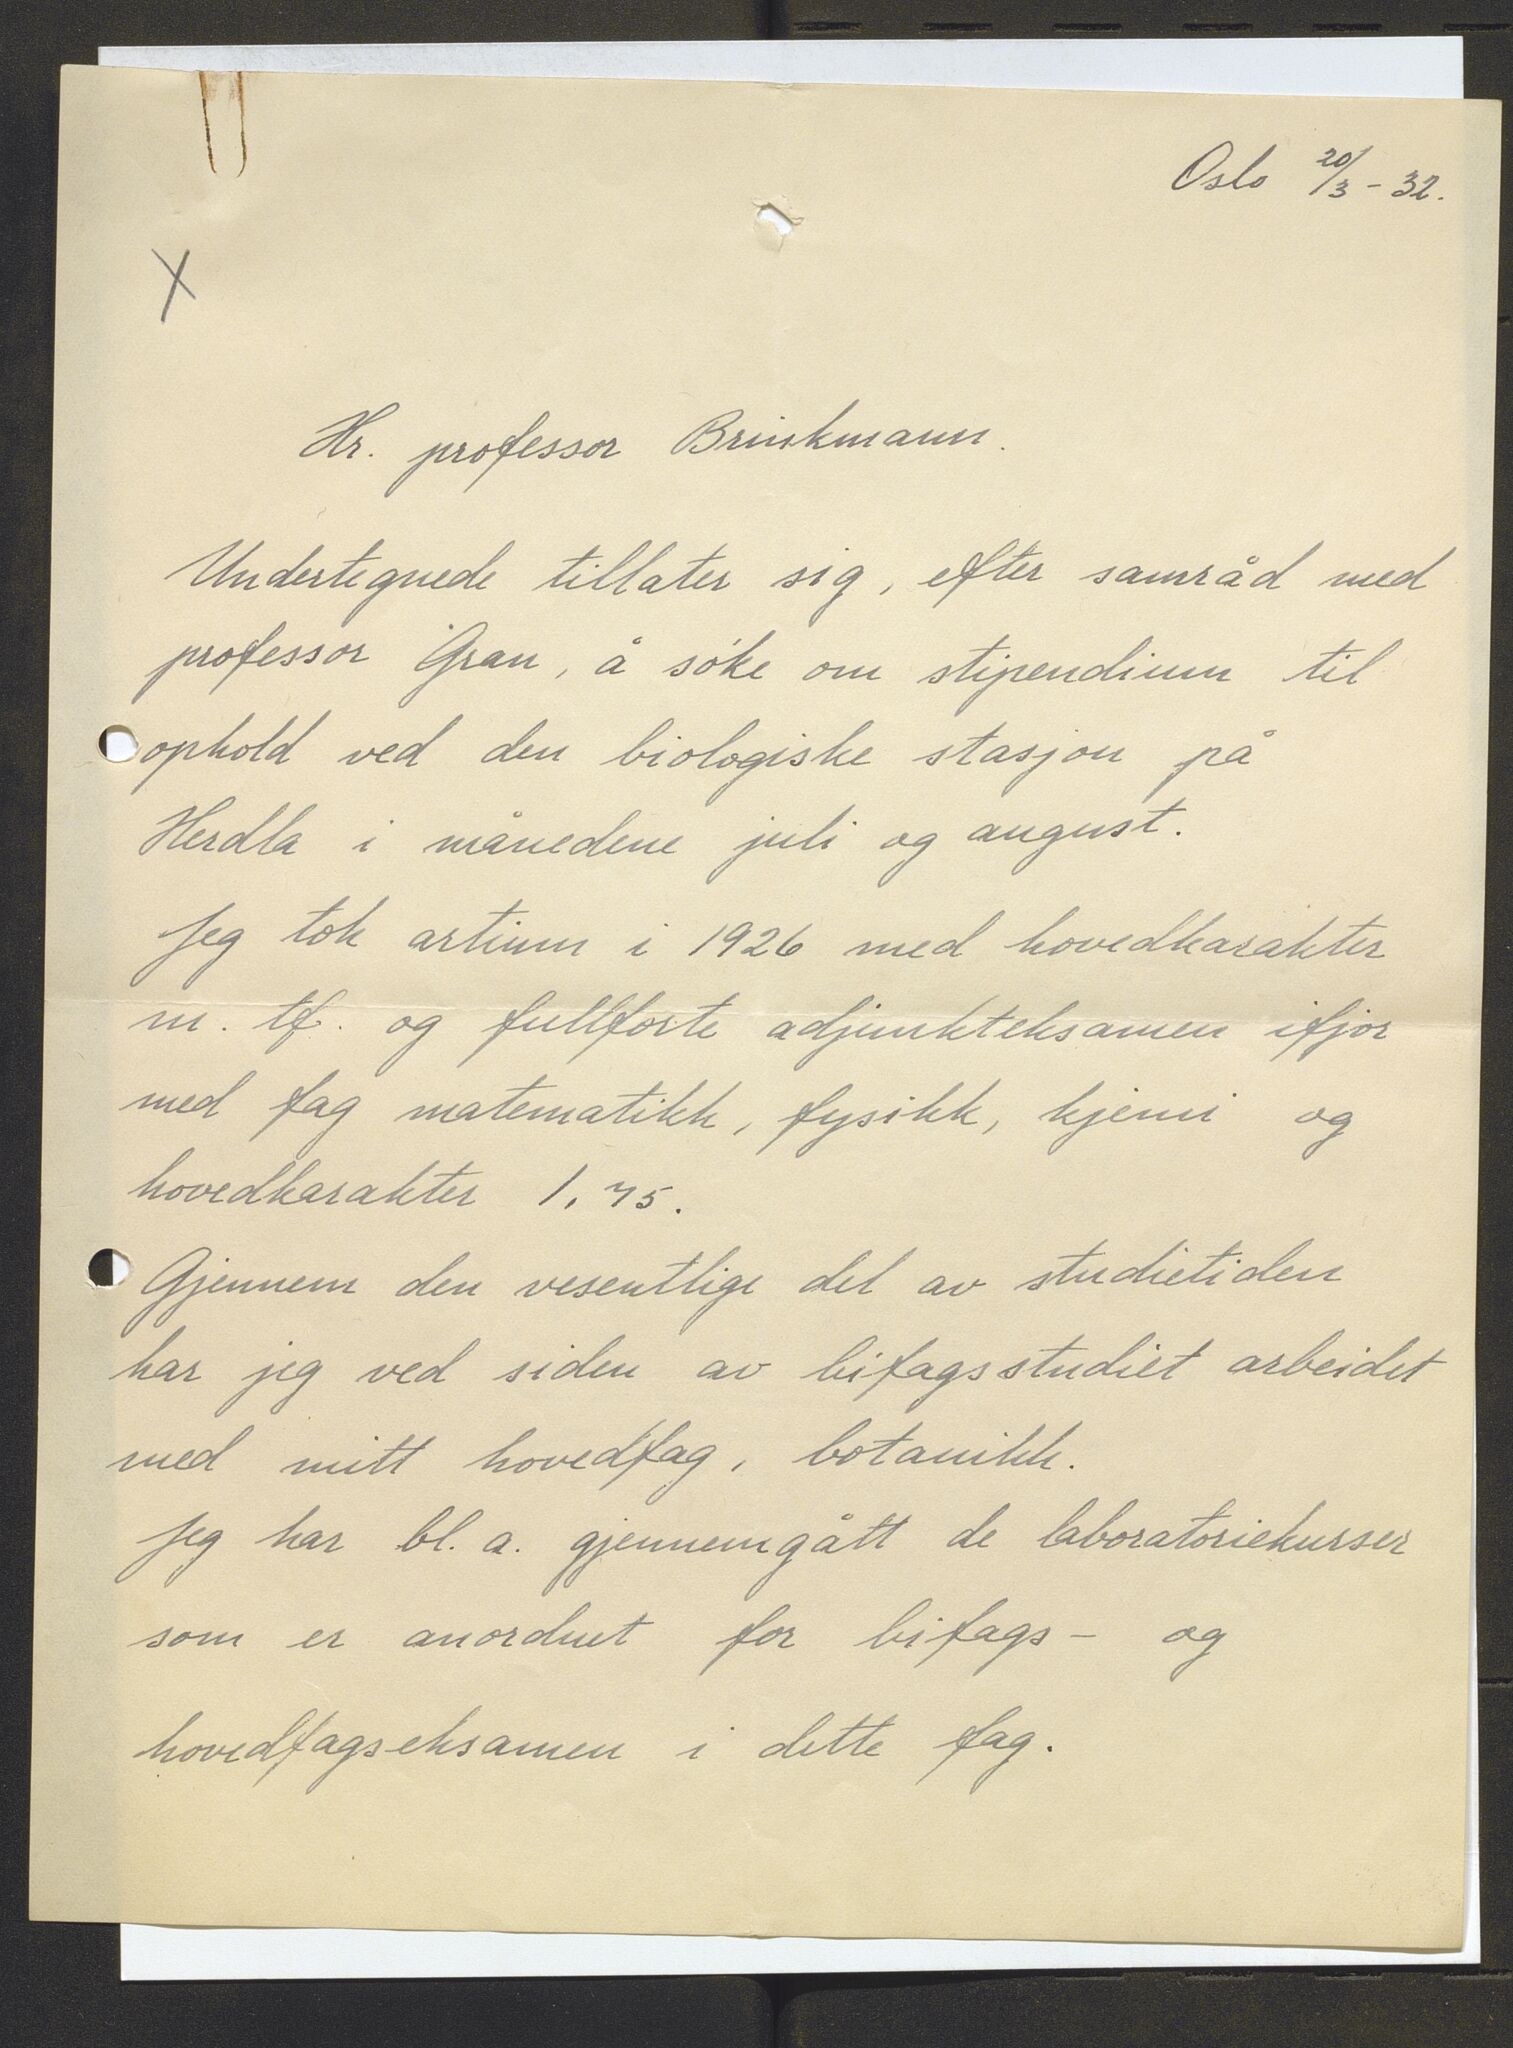 Oslo 20/3 - 32.
X
Hr. professor Brinkmann.
Undertegnede tillater sig, efter samråd med
professor Gran, å søke om stipendium til
ophold ved den biologiske stasjon på
Herdla i månedene juli og august.
Jeg tok artium i 1926 med hovedkarakter
m. tf. og fullførte adjunkteksamen ifjor
med fag matematikk, fysikk, kjemi og
hovedkarakter 1.75.
Gjennem den vesentlige del av studietiden
har jeg ved siden av bifagsstudiet arbeidet
med mitt hovedfag, botanikk.
Jeg har bl. a. gjennemgått de laboratoriekurser
som er anordnet for bifags- og
hovedfagseksamen i dette fag.